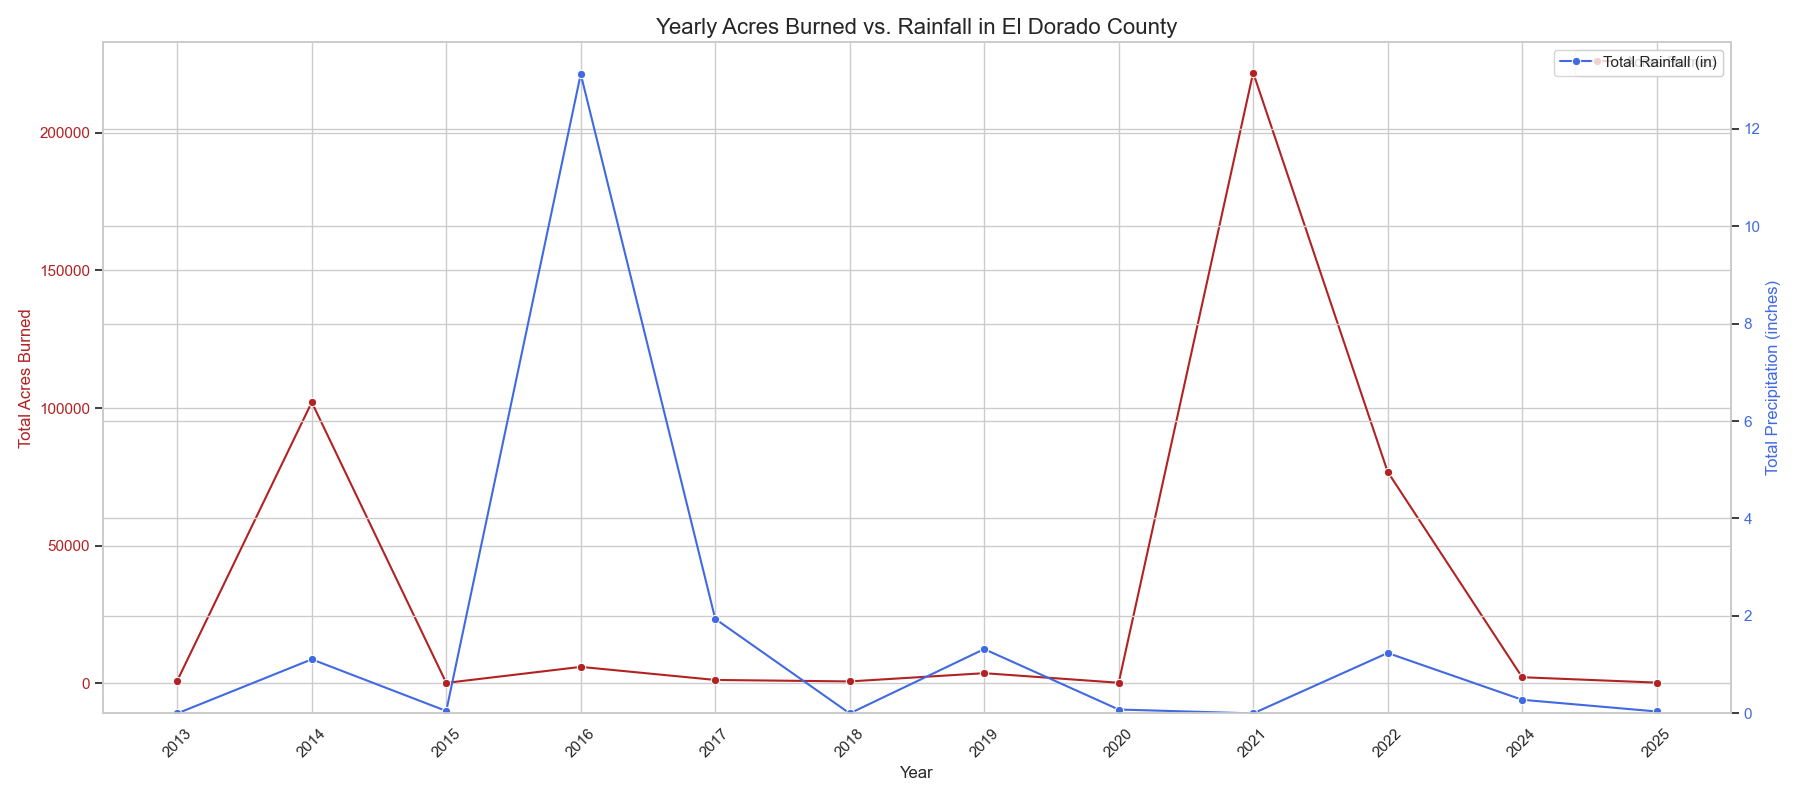 Yearly Acres Burned vs. Rainfall in El Dorado County
Total Rainfall (in)
Total Acres Burned
200000
150000
100000
50000
0
Total Precipitation (inches)
12
10
8
6
4
2
0
2013 2014 2015 2016 2017 2018 2019 2020 2021 2022 2024 2025
Year